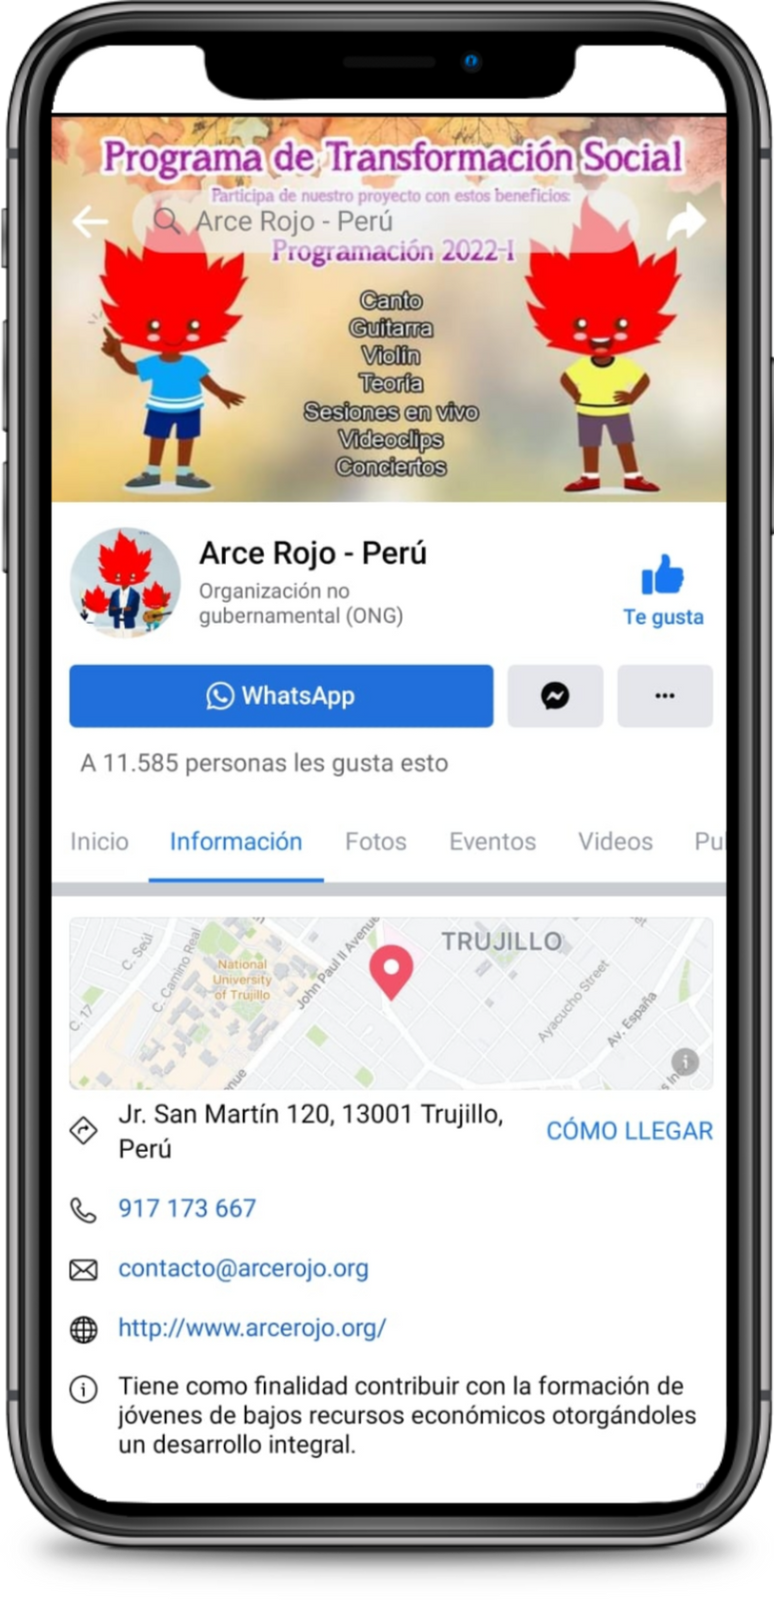 Programa de Transformación Social
Participa de nuestro proyecto con estos beneficios:
Arce Rojo - Perú
Programación 2022-I
Canto
Guitarra
Violín
Teoría
Sesiones en vivo
Videoclips
Conciertos
Arce Rojo - Perú
Organización no
gubernamental (ONG)
Te gusta
WhatsApp
A 11.585 personas les gusta esto
Inicio Información Fotos Eventos Videos Pu
TRUJILLO
C. Seúl
C. Camino Real
National
University
of Trujillo
John Paul II Avenue
Ayacucho Street
Av. España
C. 17
nue
Jr. San Martín 120, 13001 Trujillo,
Perú
CÓMO LLEGAR
917 173 667
contacto@arcerojo.org
http://www.arcerojo.org/
Tiene como finalidad contribuir con la formación de
jóvenes de bajos recursos económicos otorgándoles
un desarrollo integral.